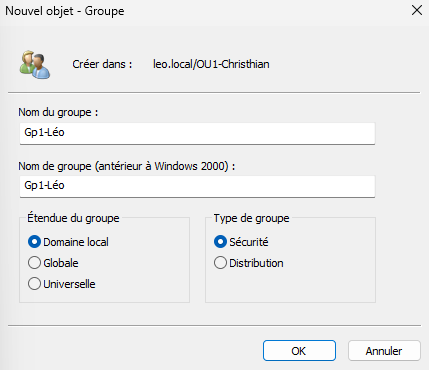 Nouvel objet - Groupe
Créer dans : leo.local/OU1-Christhian
Nom du groupe :
Gp1-Léo
Nom de groupe (antérieur à Windows 2000) :
Gp1-Léo
Étendue du groupe
Domaine local
Globale
Universelle
Type de groupe
Sécurité
Distribution
OK
Annuler